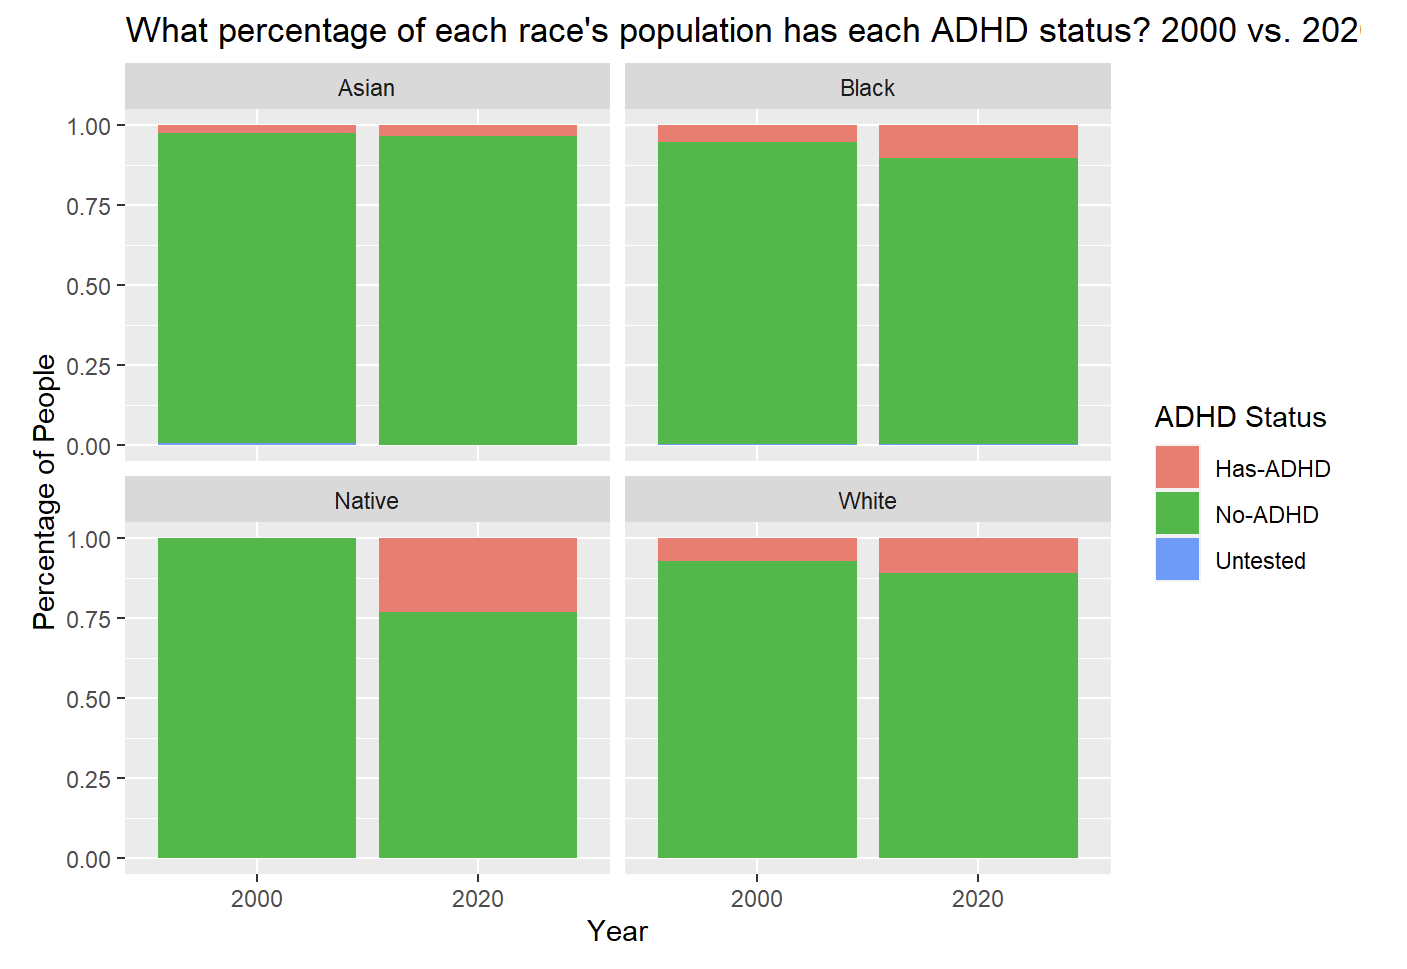 What percentage of each race's population has each ADHD status? 2000 vs. 202
Asian
Black
1.00
0.75
0.50
0.25
0.00
Native
White
1.00
0.75
0.50
0.25
0.00
2000
2020
2000
2020
Year
Percentage of People
ADHD Status
Has-ADHD
No-ADHD
Untested